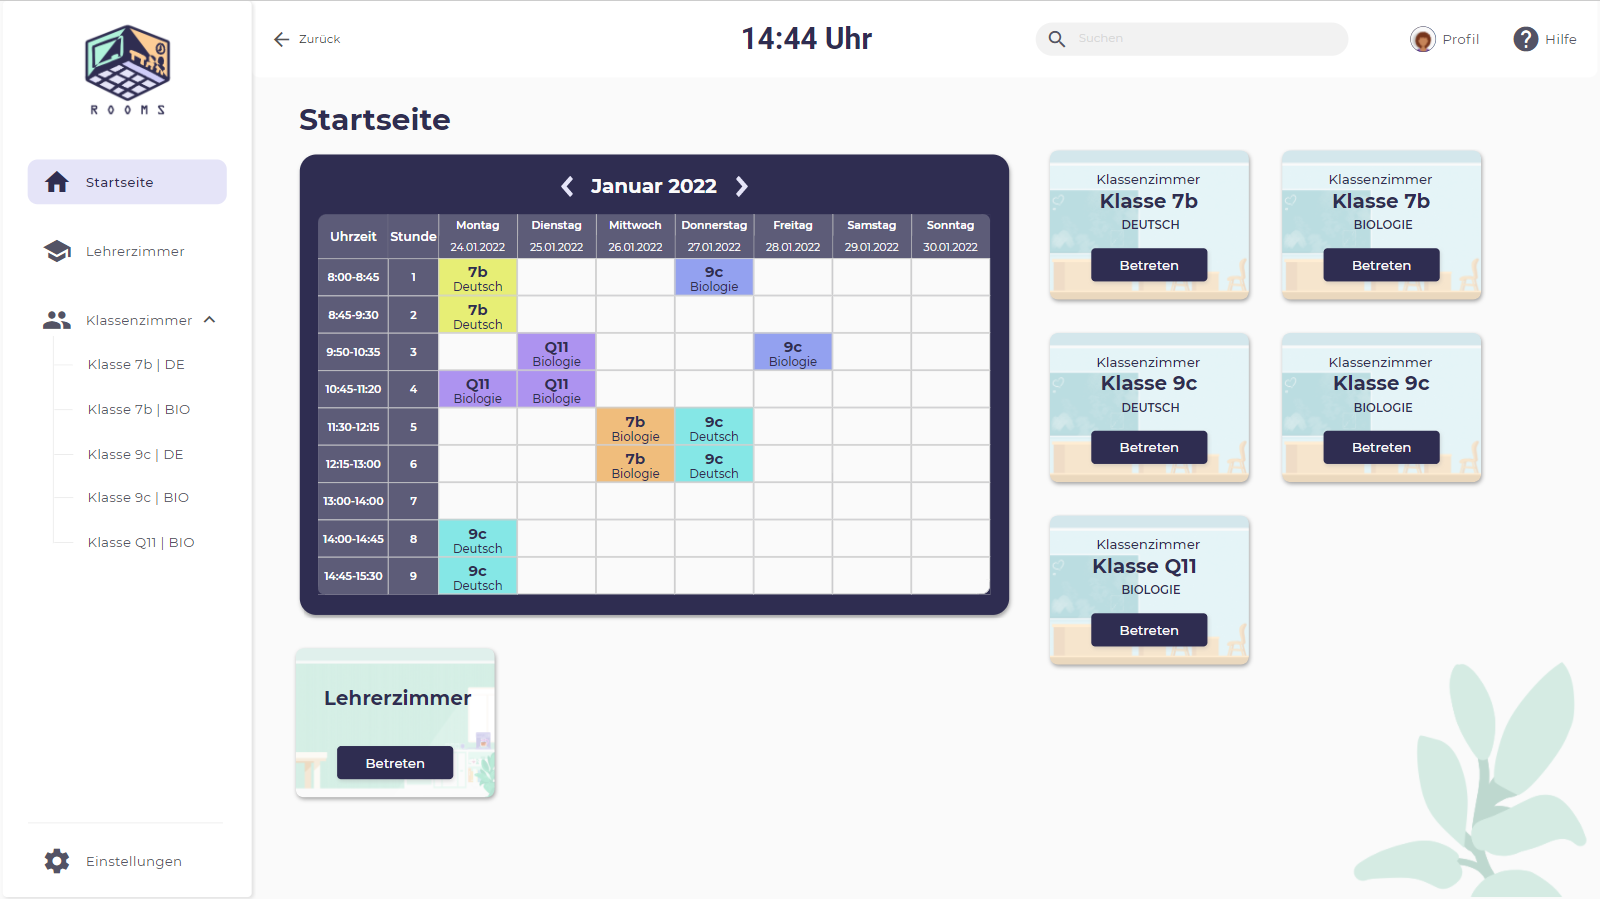 ROOMS
Zurück
14:44 Uhr
Suchen
Profil
Hilfe
Startseite
Lehrerzimmer
Klassenzimmer
Klasse 7b | DE
Klasse 7b | BIO
Klasse 9c | DE
Klasse 9c | BIO
Klasse Q11 | BIO
Einstellungen
Startseite
Januar 2022
Uhrzeit Stunde Montag Dienstag Mittwoch Donnerstag Freitag Samstag Sonntag
24.01.2022 25.01.2022 26.01.2022 27.01.2022 28.01.2022 29.01.2022 30.01.2022
8:00-8:45 1 7b 9c
Deutsch Biologie
8:45-9:30 2 7b
Deutsch
9:50-10:35 3 Q11 9c
Biologie Biologie
10:45-11:20 4 Q11 Q11
Biologie Biologie
11:30-12:15 5 7b 9c
Biologie Deutsch
12:15-13:00 6 7b 9c
Biologie Deutsch
13:00-14:00 7
14:00-14:45 8 9c
Deutsch
14:45-15:30 9 9c
Deutsch
Lehrerzimmer
Betreten
Klassenzimmer
Klasse 7b
DEUTSCH
Betreten
Klassenzimmer
Klasse 7b
BIOLOGIE
Betreten
Klassenzimmer
Klasse 9c
DEUTSCH
Betreten
Klassenzimmer
Klasse 9c
BIOLOGIE
Betreten
Klassenzimmer
Klasse Q11
BIOLOGIE
Betreten